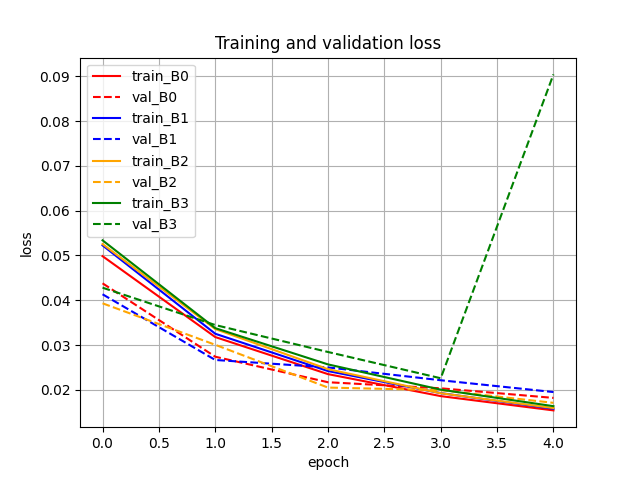 Training and validation loss
train_B0
val_B0
train_B1
val_B1
train_B2
val_B2
train_B3
val_B3
0.09
0.08
0.07
0.06
0.05
0.04
0.03
0.02
loss
0.0 0.5 1.0 1.5 2.0 2.5 3.0 3.5 4.0
epoch